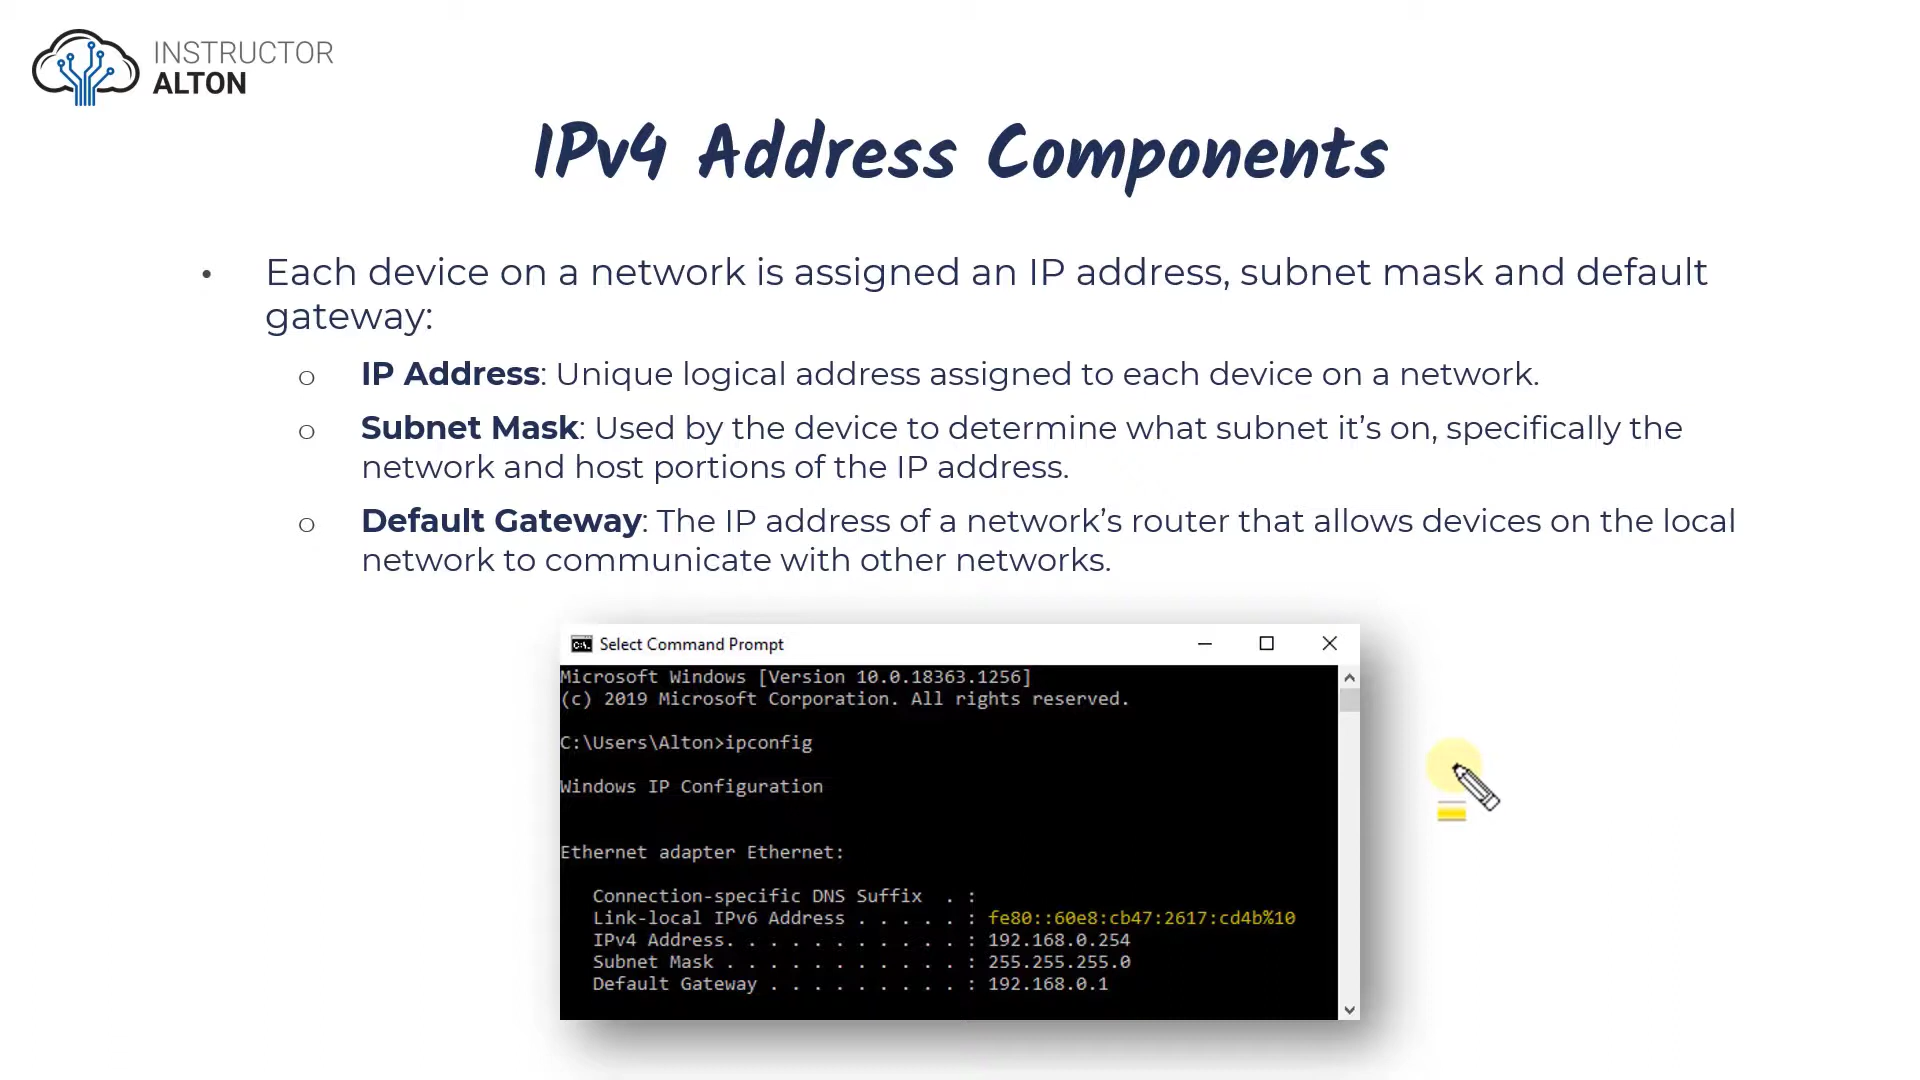 INSTRUCTOR
ALTON
IPv4 Address Components
• Each device on a network is assigned an IP address, subnet mask and default
gateway:
o IP Address: Unique logical address assigned to each device on a network.
o Subnet Mask: Used by the device to determine what subnet it’s on, specifically the
network and host portions of the IP address.
o Default Gateway: The IP address of a network’s router that allows devices on the local
network to communicate with other networks.
Select Command Prompt
Microsoft Windows [Version 10.0.18363.1256]
(c) 2019 Microsoft Corporation. All rights reserved.
C:\Users\Alton>ipconfig
Windows IP Configuration
Ethernet adapter Ethernet:
Connection-specific DNS Suffix . :
Link-local IPv6 Address . . . . . : fe80::60e8:cb47:2617:cd4b%10
IPv4 Address. . . . . . . . . . . : 192.168.0.254
Subnet Mask . . . . . . . . . . . : 255.255.255.0
Default Gateway . . . . . . . . . : 192.168.0.1